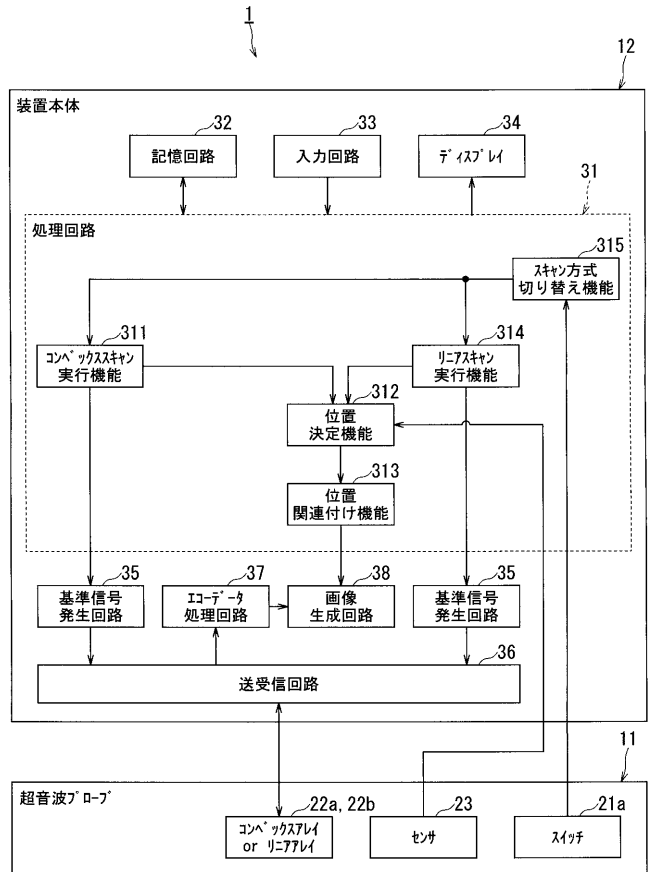 1
12
装置本体
32
33
34
記憶回路
入力回路
ﾃﾞｨｽﾌﾟﾚｲ
31
処理回路
315
ｽｷｬﾝ方式
切り替え機能
311
314
ｺﾝﾍﾞｯｸｽｽｷｬﾝ
実行機能
ﾘﾆｱｽｷｬﾝ
実行機能
312
位置
決定機能
313
位置
関連付け機能
35
37
38
35
基準信号
発生回路
ｴｺｰﾃﾞｰﾀ
処理回路
画像
生成回路
基準信号
発生回路
36
送受信回路
11
超音波ﾌﾟﾛｰﾌﾞ
22a, 22b
23
21a
ｺﾝﾍﾞｯｸｽｱﾚｲ
or ﾘﾆｱｱﾚｲ
ｾﾝｻ
ｽｲｯﾁ